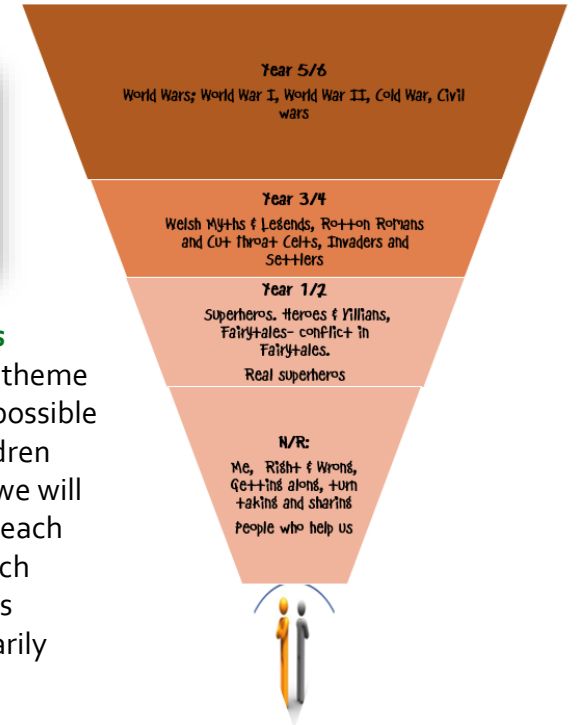 Year 5/6
World Wars; World War I, World War II, Cold War, Civil
wars
Year 3/4
Welsh Myths & Legends, Rotton Romans
and Cut throat Celts, Invaders and
Settlers
Year 1/2
Superheros. Heroes & Villians,
Fairytales- conflict in
Fairytales.
Real superheros
N/R:
Me, Right & Wrong,
Getting along, turn
taking and sharing
People who help us
s
theme
possible
dren
we will
each
ch
s
arily